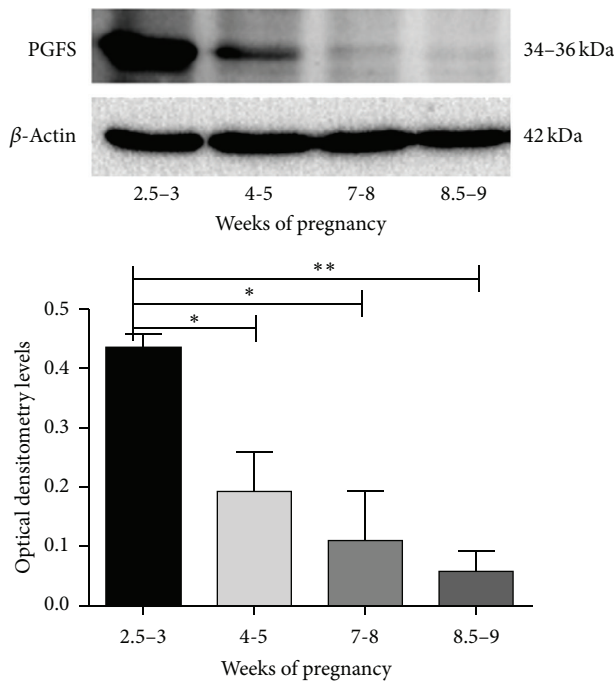 PGFS 34–36 kDa
β-Actin 42 kDa
2.5–3 4-5 7-8 8.5–9
Weeks of pregnancy
**
*
*
0.5
0.4
0.3
0.2
0.1
0.0
Optical densitometry levels
2.5–3 4-5 7-8 8.5–9
Weeks of pregnancy